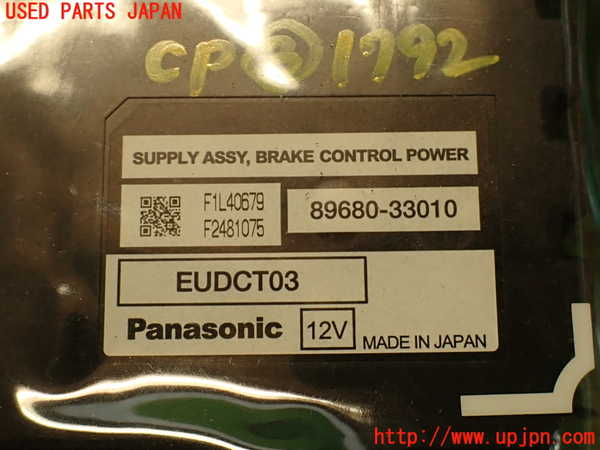 USED PARTS JAPAN
CP③1792
SUPPLY ASSY, BRAKE CONTROL POWER
F1L40679
F2481075
89680-33010
EUDCT03
Panasonic 12V MADE IN JAPAN
http://www.upjpn.com/